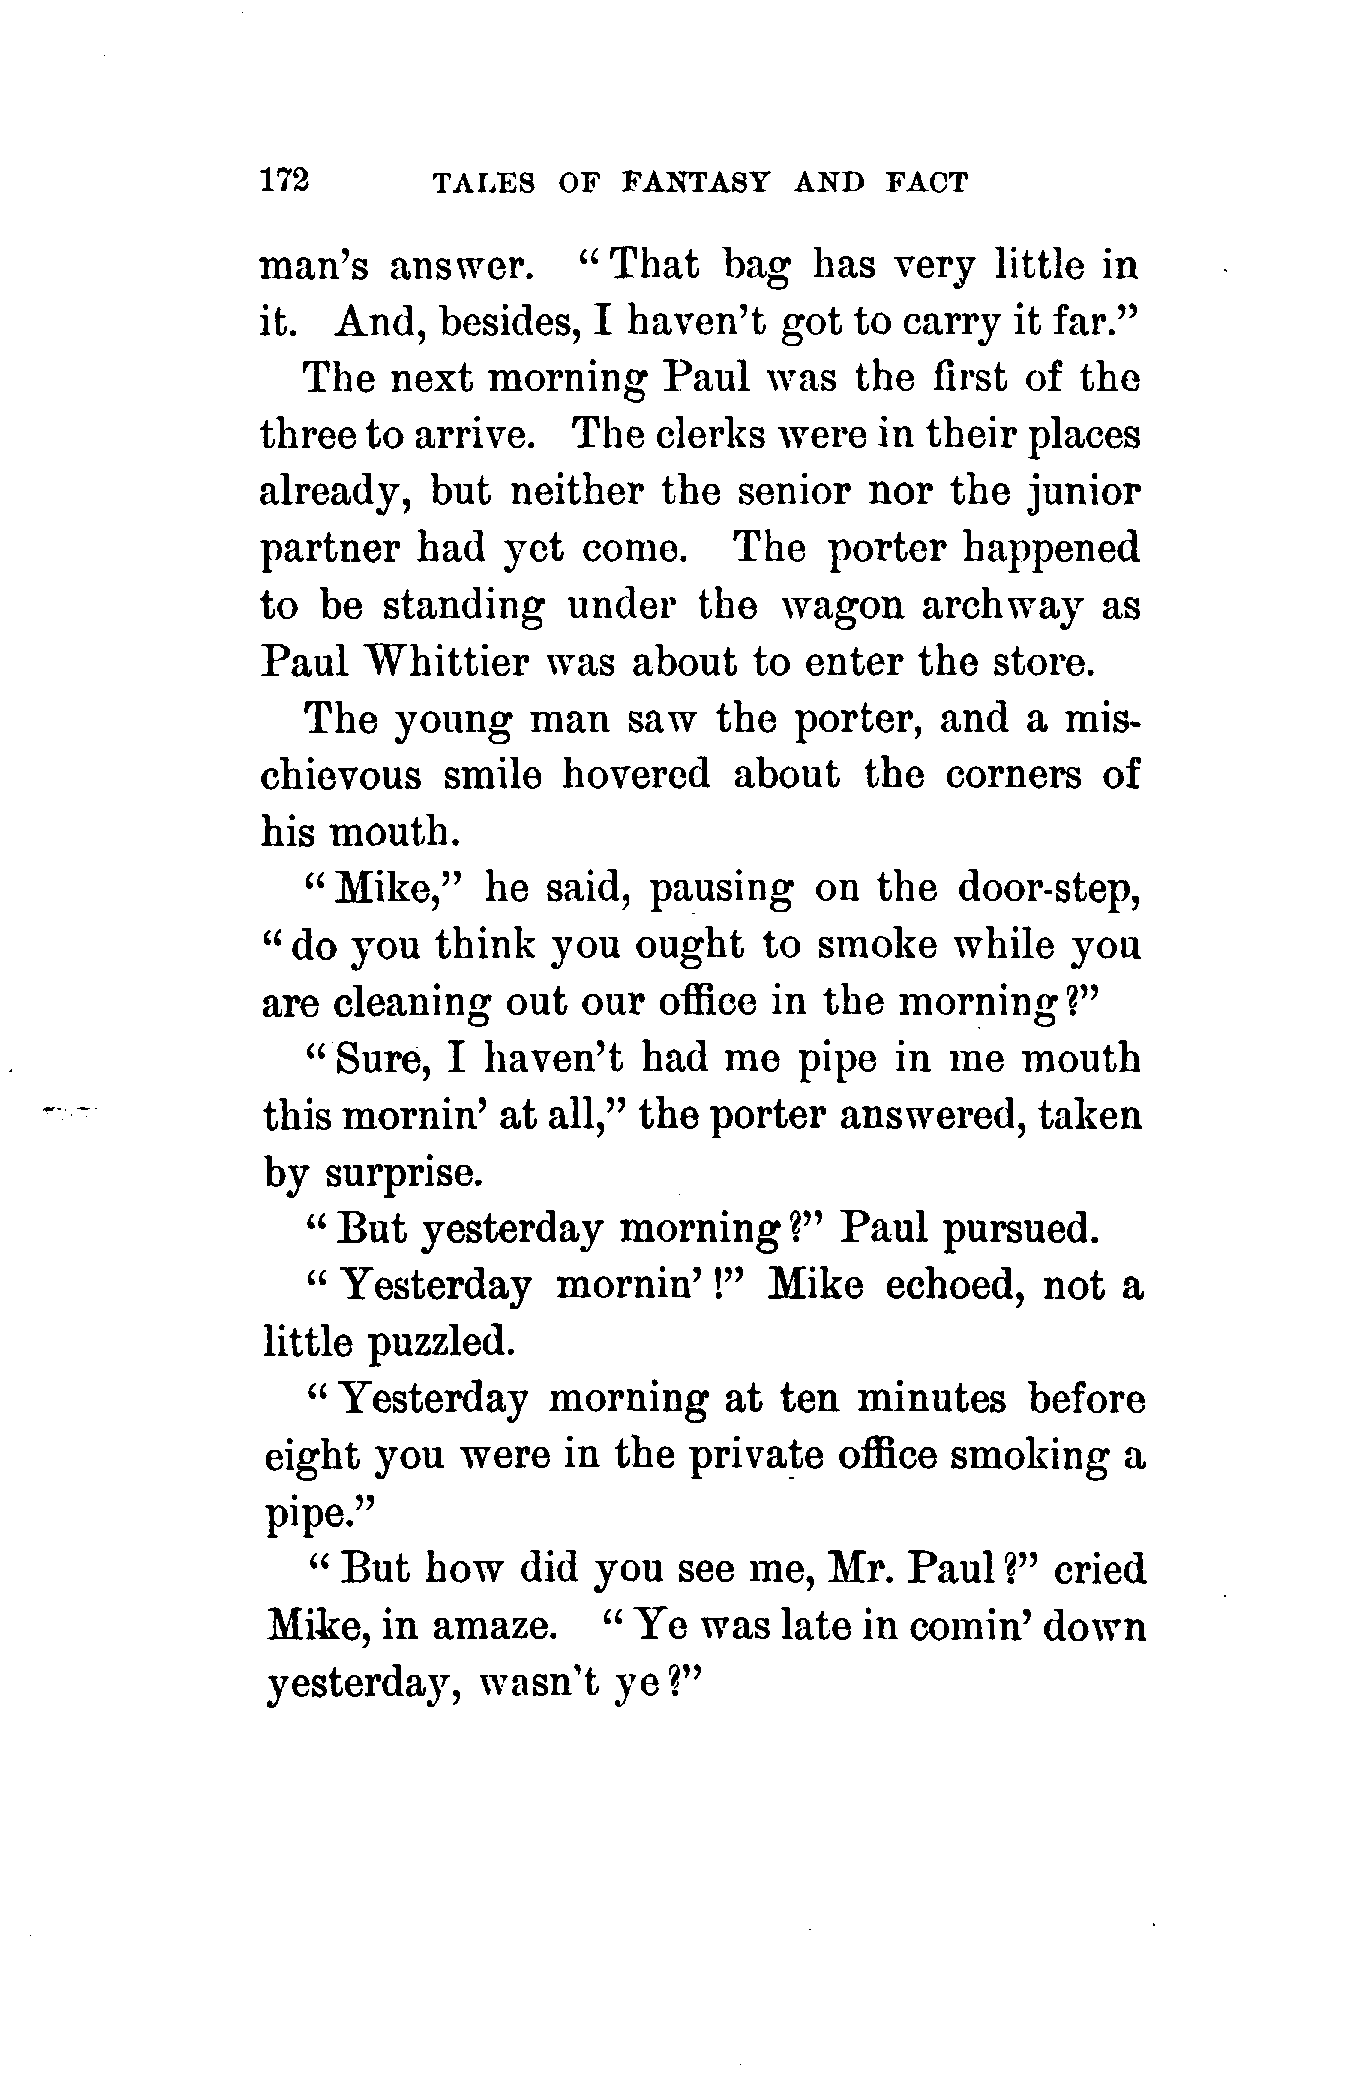 172 TALES OF FANTASY AND FACT
man's answer. “That bag has very little in
it. And, besides, I haven't got to carry it far.”
The next morning Paul was the first of the
three to arrive. The clerks were in their places
already, but neither the senior nor the junior
partner had yet come. The porter happened
to be standing under the wagon archway as
Paul Whittier was about to enter the store.
The young man saw the porter, and a mis-
chievous smile hovered about the corners of
his mouth.
“Mike,” he said, pausing on the door-step,
“do you think you ought to smoke while you
are cleaning out our office in the morning?”
“Sure, I haven't had me pipe in me mouth
this mornin' at all,” the porter answered, taken
by surprise.
“But yesterday morning?” Paul pursued.
“Yesterday mornin'!” Mike echoed, not a
little puzzled.
“Yesterday morning at ten minutes before
eight you were in the private office smoking a
pipe.”
“But how did you see me, Mr. Paul?” cried
Mike, in amaze. “Ye was late in comin' down
yesterday, wasn't ye?”